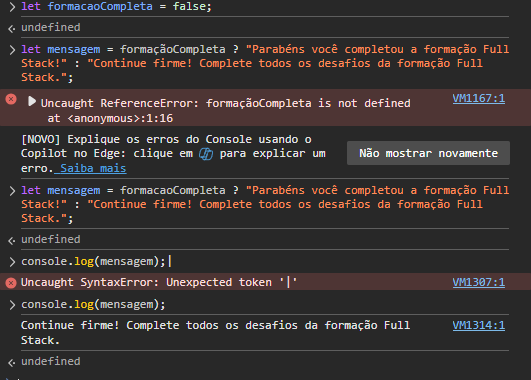 let formacaoCompleta = false;
undefined
let mensagem = formaçãoCompleta ? "Parabéns você completou a formação Full
Stack!" : "Continue firme! Complete todos os desafios da formação Full
Stack.";
Uncaught ReferenceError: formaçãoCompleta is not defined VM1167:1
at <anonymous>:1:16
[NOVO] Explique os erros do Console usando o
Copilot no Edge: clique em para explicar um
erro. Saiba mais
Não mostrar novamente
let mensagem = formacaoCompleta ? "Parabéns você completou a formação Full
Stack!" : "Continue firme! Complete todos os desafios da formação Full
Stack.";
undefined
console.log(mensagem);|
Uncaught SyntaxError: Unexpected token '|' VM1307:1
console.log(mensagem);
Continue firme! Complete todos os desafios da formação Full VM1314:1
Stack.
undefined